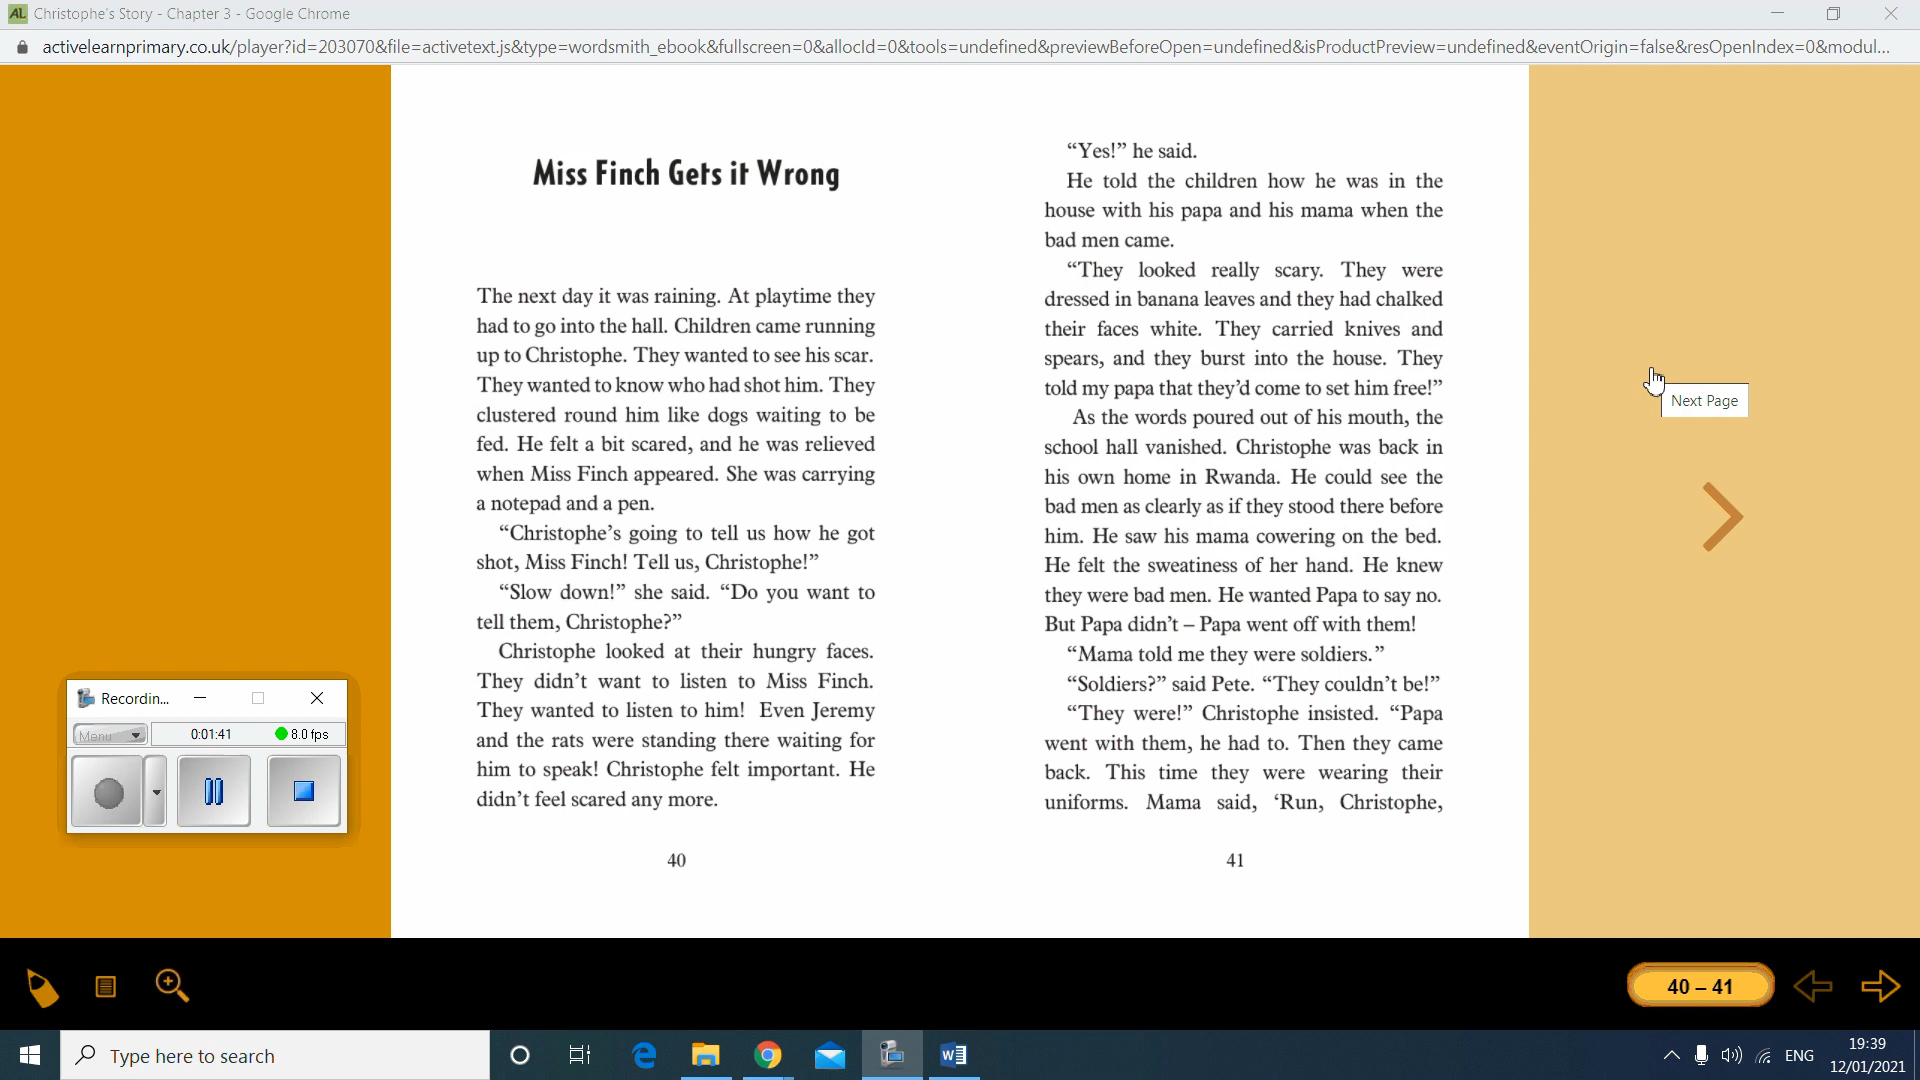 Christophe's Story - Chapter 3 - Google Chrome
activelearnprimary.co.uk/player?id=203070&file=activetext.js&type=wordsmith_ebook&fullscreen=0&allocId=0&tools=undefined&previewBeforeOpen=undefined&isProductPreview=undefined&eventOrigin=false&resOpenIndex=0&modul...
Miss Finch Gets it Wrong
The next day it was raining. At playtime they
had to go into the hall. Children came running
up to Christophe. They wanted to see his scar.
They wanted to know who had shot him. They
clustered round him like dogs waiting to be
fed. He felt a bit scared, and he was relieved
when Miss Finch appeared. She was carrying
a notepad and a pen.
“Christophe’s going to tell us how he got
shot, Miss Finch! Tell us, Christophe!”
“Slow down!” she said. “Do you want to
tell them, Christophe?”
Christophe looked at their hungry faces.
They didn’t want to listen to Miss Finch.
They wanted to listen to him! Even Jeremy
and the rats were standing there waiting for
him to speak! Christophe felt important. He
didn’t feel scared any more.
40
“Yes!” he said.
He told the children how he was in the
house with his papa and his mama when the
bad men came.
“They looked really scary. They were
dressed in banana leaves and they had chalked
their faces white. They carried knives and
spears, and they burst into the house. They
told my papa that they’d come to set him free!”
As the words poured out of his mouth, the
school hall vanished. Christophe was back in
his own home in Rwanda. He could see the
bad men as clearly as if they stood there before
him. He saw his mama cowering on the bed.
He felt the sweatiness of her hand. He knew
they were bad men. He wanted Papa to say no.
But Papa didn’t – Papa went off with them!
“Mama told me they were soldiers.”
“Soldiers?” said Pete. “They couldn’t be!”
“They were!” Christophe insisted. “Papa
went with them, he had to. Then they came
back. This time they were wearing their
uniforms. Mama said, ‘Run, Christophe,
41
Next Page
Recordin...
Menu
0:01:41
8.0 fps
40 – 41
Type here to search
ENG
19:39
12/01/2021